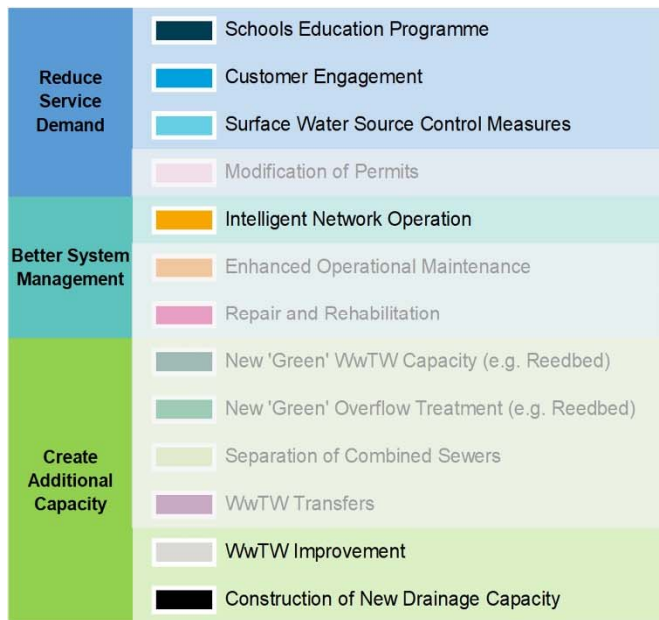 Reduce
Service
Demand
Schools Education Programme
Customer Engagement
Surface Water Source Control Measures
Modification of Permits
Better System
Management
Intelligent Network Operation
Enhanced Operational Maintenance
Repair and Rehabilitation
Create
Additional
Capacity
New 'Green' WwTW Capacity (e.g. Reedbed)
New 'Green' Overflow Treatment (e.g. Reedbed)
Separation of Combined Sewers
WwTW Transfers
WwTW Improvement
Construction of New Drainage Capacity